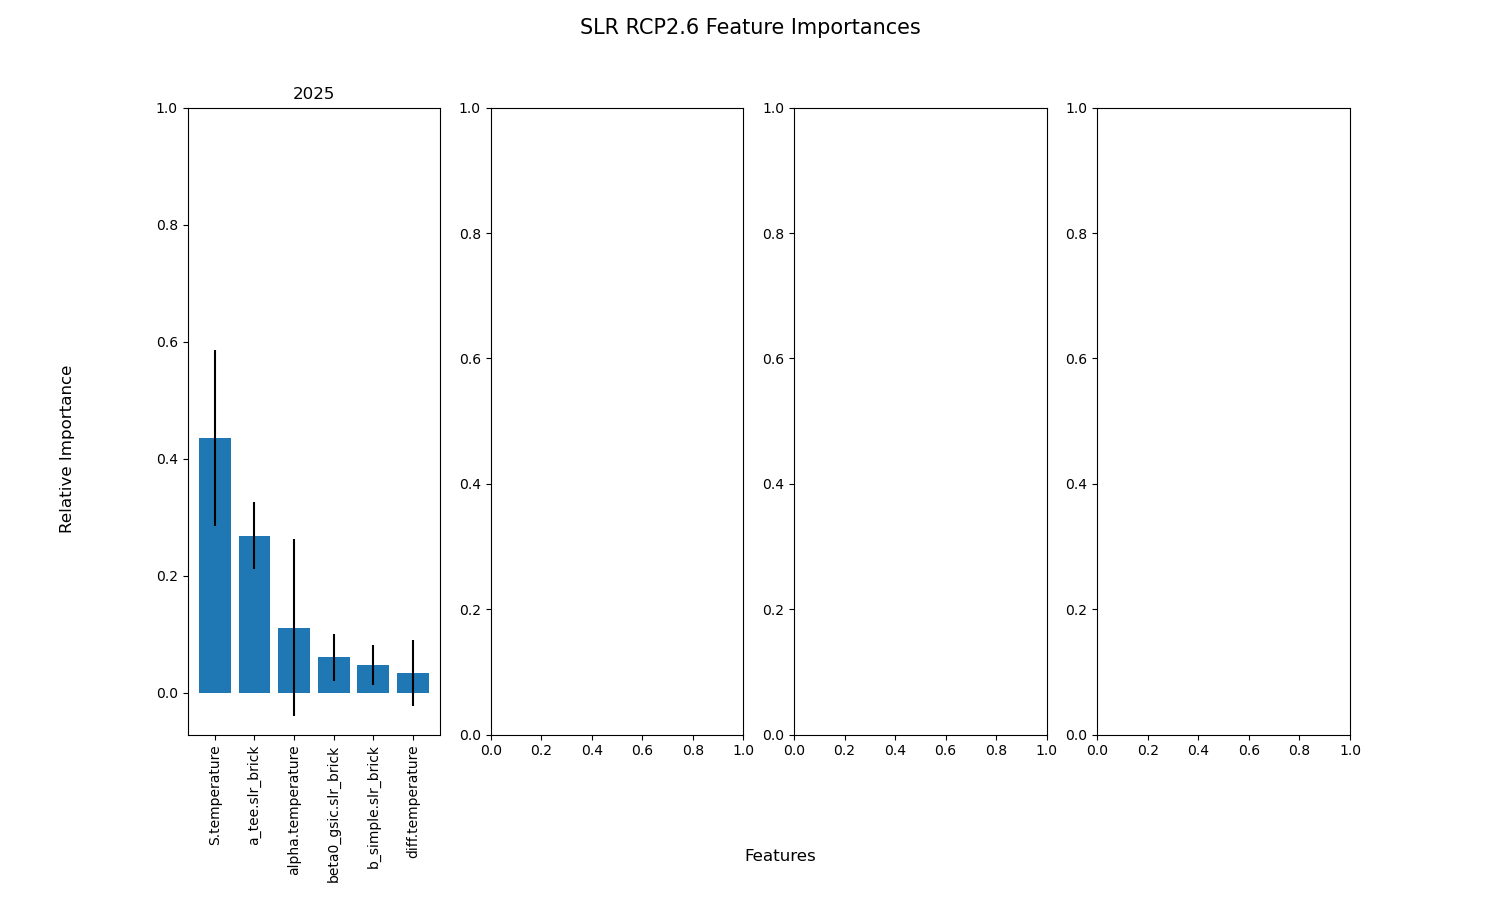 SLR RCP2.6 Feature Importances
2025
1.0
0.8
0.6
0.4
0.2
0.0
S.temperature
a_tee.slr_brick
alpha.temperature
beta0_gsic.slr_brick
b_simple.slr_brick
diff.temperature
1.0
0.8
0.6
0.4
0.2
0.0
0.0 0.2 0.4 0.6 0.8 1.0
1.0
0.8
0.6
0.4
0.2
0.0
0.0 0.2 0.4 0.6 0.8 1.0
1.0
0.8
0.6
0.4
0.2
0.0
0.0 0.2 0.4 0.6 0.8 1.0
Relative Importance
Features